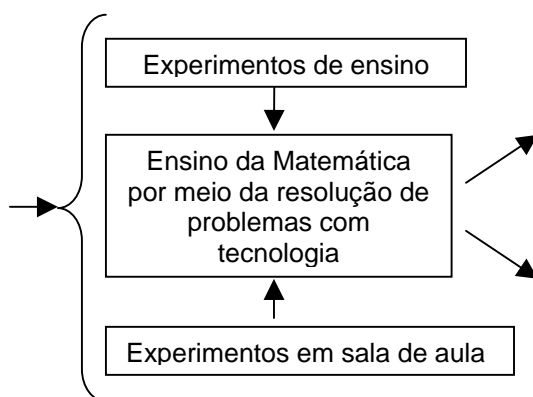 Experimentos de ensino
Ensino da Matemática
por meio da resolução de
problemas com
tecnologia
Experimentos em sala de aula